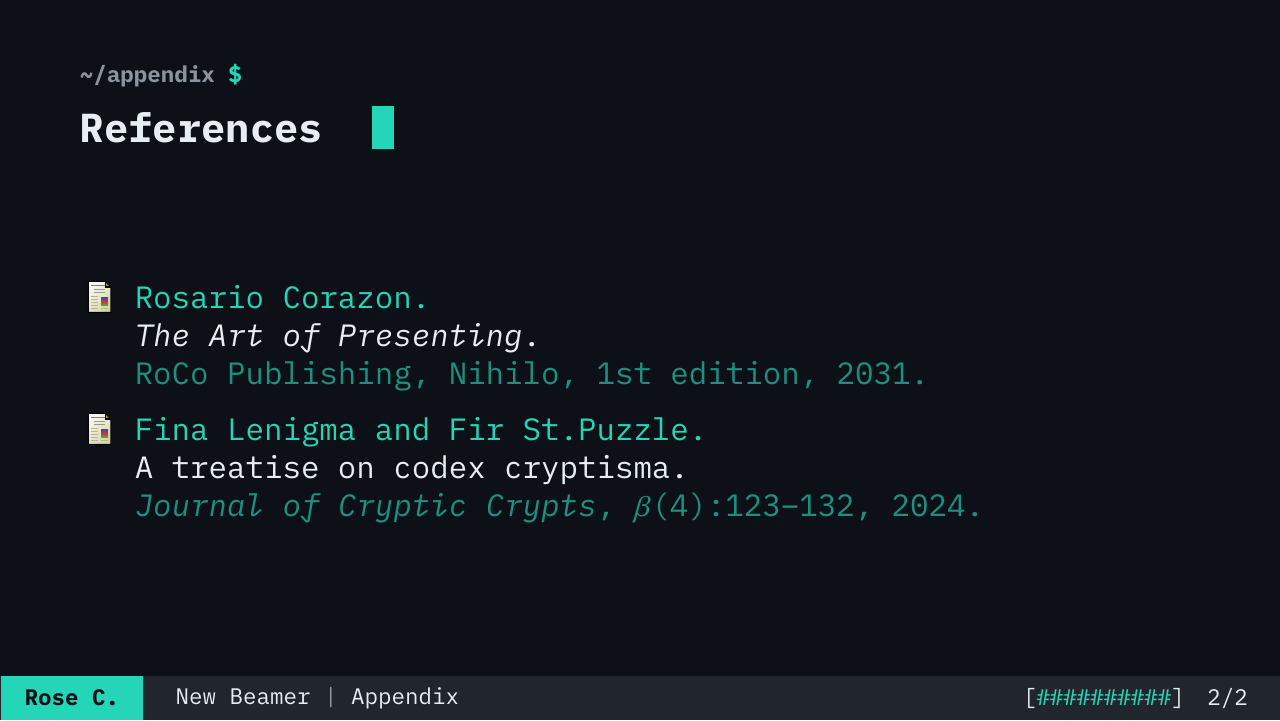 ~/appendix $
References
Rosario Corazon.
The Art of Presenting.
RoCo Publishing, Nihilo, 1st edition, 2031.
Fina Lenigma and Fir St.Puzzle.
A treatise on codex cryptisma.
Journal of Cryptic Crypts, β(4):123–132, 2024.
Rose C. New Beamer | Appendix [##########] 2/2